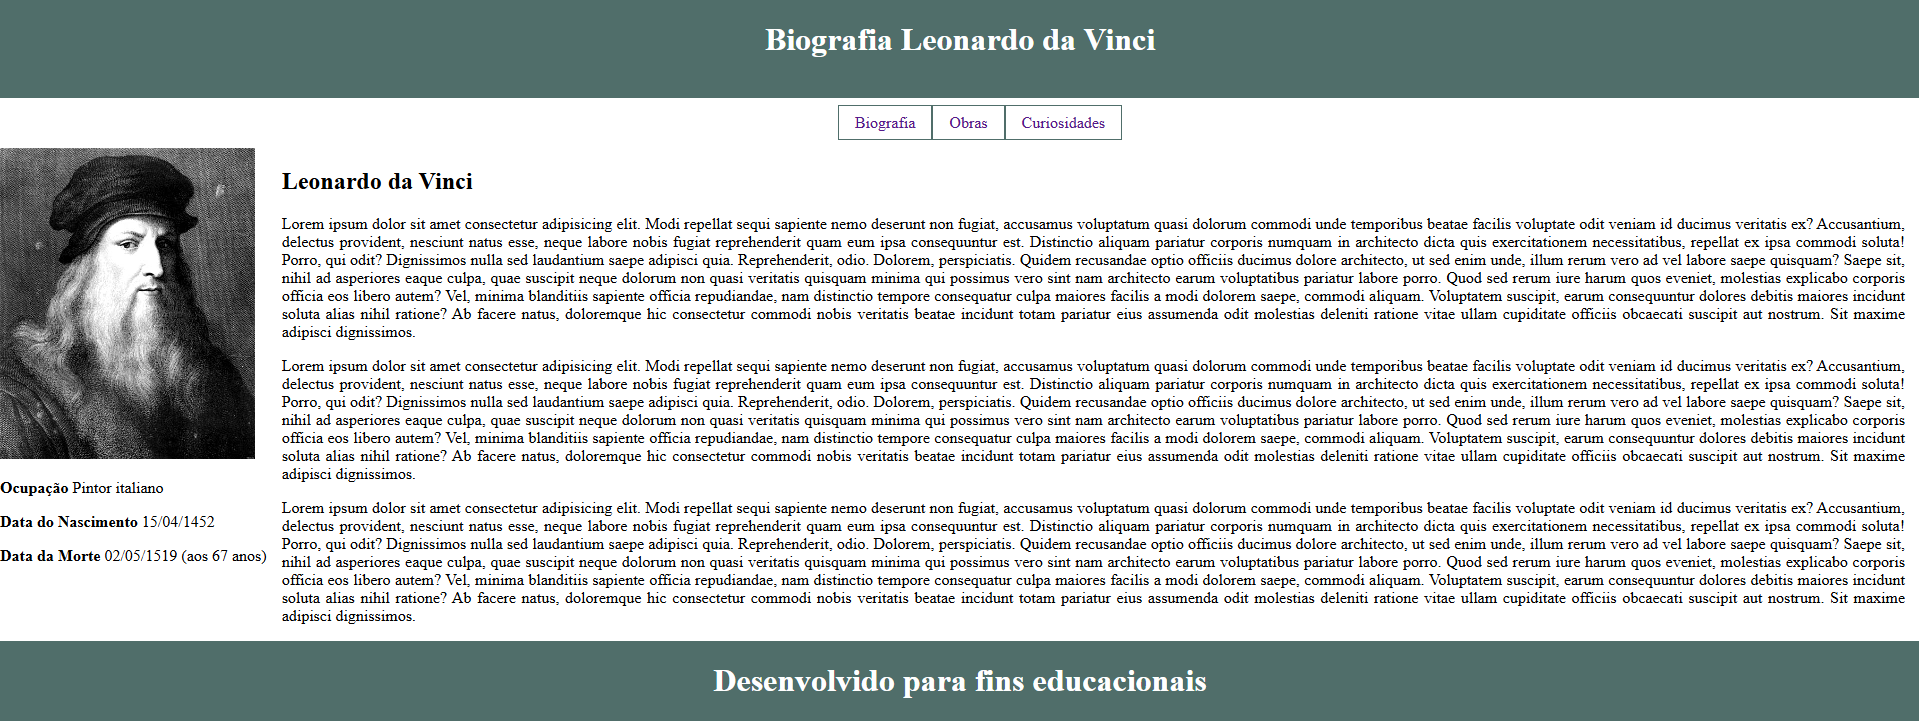 Biografia Leonardo da Vinci
Biografia
Obras
Curiosidades
Ocupação Pintor italiano
Data do Nascimento 15/04/1452
Data da Morte 02/05/1519 (aos 67 anos)
Leonardo da Vinci
Lorem ipsum dolor sit amet consectetur adipisicing elit. Modi repellat sequi sapiente nemo deserunt non fugiat, accusamus voluptatum quasi dolorum commodi unde temporibus beatae facilis voluptate odit veniam id ducimus veritatis ex? Accusantium,
delectus provident, nesciunt natus esse, neque labore nobis fugiat reprehenderit quam eum ipsa consequuntur est. Distinctio aliquam pariatur corporis numquam in architecto dicta quis exercitationem necessitatibus, repellat ex ipsa commodi soluta!
Porro, qui odit? Dignissimos nulla sed laudantium saepe adipisci quia. Reprehenderit, odio. Dolorem, perspiciatis. Quidem recusandae optio officiis ducimus dolore architecto, ut sed enim unde, illum rerum vero ad vel labore saepe quisquam? Saepe sit,
nihil ad asperiores eaque culpa, quae suscipit neque dolorum non quasi veritatis quisquam minima qui possimus vero sint nam architecto earum voluptatibus pariatur labore porro. Quod sed rerum iure harum quos eveniet, molestias explicabo corporis
officia eos libero autem? Vel, minima blanditiis sapiente officia repudiandae, nam distinctio tempore consequatur culpa maiores facilis a modi dolorem saepe, commodi aliquam. Voluptatem suscipit, earum consequuntur dolores debitis maiores incidunt
soluta alias nihil ratione? Ab facere natus, doloremque hic consectetur commodi nobis veritatis beatae incidunt totam pariatur eius assumenda odit molestias deleniti ratione vitae ullam cupiditate officiis obcaecati suscipit aut nostrum. Sit maxime
adipisci dignissimos.
Lorem ipsum dolor sit amet consectetur adipisicing elit. Modi repellat sequi sapiente nemo deserunt non fugiat, accusamus voluptatum quasi dolorum commodi unde temporibus beatae facilis voluptate odit veniam id ducimus veritatis ex? Accusantium,
delectus provident, nesciunt natus esse, neque labore nobis fugiat reprehenderit quam eum ipsa consequuntur est. Distinctio aliquam pariatur corporis numquam in architecto dicta quis exercitationem necessitatibus, repellat ex ipsa commodi soluta!
Porro, qui odit? Dignissimos nulla sed laudantium saepe adipisci quia. Reprehenderit, odio. Dolorem, perspiciatis. Quidem recusandae optio officiis ducimus dolore architecto, ut sed enim unde, illum rerum vero ad vel labore saepe quisquam? Saepe sit,
nihil ad asperiores eaque culpa, quae suscipit neque dolorum non quasi veritatis quisquam minima qui possimus vero sint nam architecto earum voluptatibus pariatur labore porro. Quod sed rerum iure harum quos eveniet, molestias explicabo corporis
officia eos libero autem? Vel, minima blanditiis sapiente officia repudiandae, nam distinctio tempore consequatur culpa maiores facilis a modi dolorem saepe, commodi aliquam. Voluptatem suscipit, earum consequuntur dolores debitis maiores incidunt
soluta alias nihil ratione? Ab facere natus, doloremque hic consectetur commodi nobis veritatis beatae incidunt totam pariatur eius assumenda odit molestias deleniti ratione vitae ullam cupiditate officiis obcaecati suscipit aut nostrum. Sit maxime
adipisci dignissimos.
Lorem ipsum dolor sit amet consectetur adipisicing elit. Modi repellat sequi sapiente nemo deserunt non fugiat, accusamus voluptatum quasi dolorum commodi unde temporibus beatae facilis voluptate odit veniam id ducimus veritatis ex? Accusantium,
delectus provident, nesciunt natus esse, neque labore nobis fugiat reprehenderit quam eum ipsa consequuntur est. Distinctio aliquam pariatur corporis numquam in architecto dicta quis exercitationem necessitatibus, repellat ex ipsa commodi soluta!
Porro, qui odit? Dignissimos nulla sed laudantium saepe adipisci quia. Reprehenderit, odio. Dolorem, perspiciatis. Quidem recusandae optio officiis ducimus dolore architecto, ut sed enim unde, illum rerum vero ad vel labore saepe quisquam? Saepe sit,
nihil ad asperiores eaque culpa, quae suscipit neque dolorum non quasi veritatis quisquam minima qui possimus vero sint nam architecto earum voluptatibus pariatur labore porro. Quod sed rerum iure harum quos eveniet, molestias explicabo corporis
officia eos libero autem? Vel, minima blanditiis sapiente officia repudiandae, nam distinctio tempore consequatur culpa maiores facilis a modi dolorem saepe, commodi aliquam. Voluptatem suscipit, earum consequuntur dolores debitis maiores incidunt
soluta alias nihil ratione? Ab facere natus, doloremque hic consectetur commodi nobis veritatis beatae incidunt totam pariatur eius assumenda odit molestias deleniti ratione vitae ullam cupiditate officiis obcaecati suscipit aut nostrum. Sit maxime
adipisci dignissimos.
Desenvolvido para fins educacionais